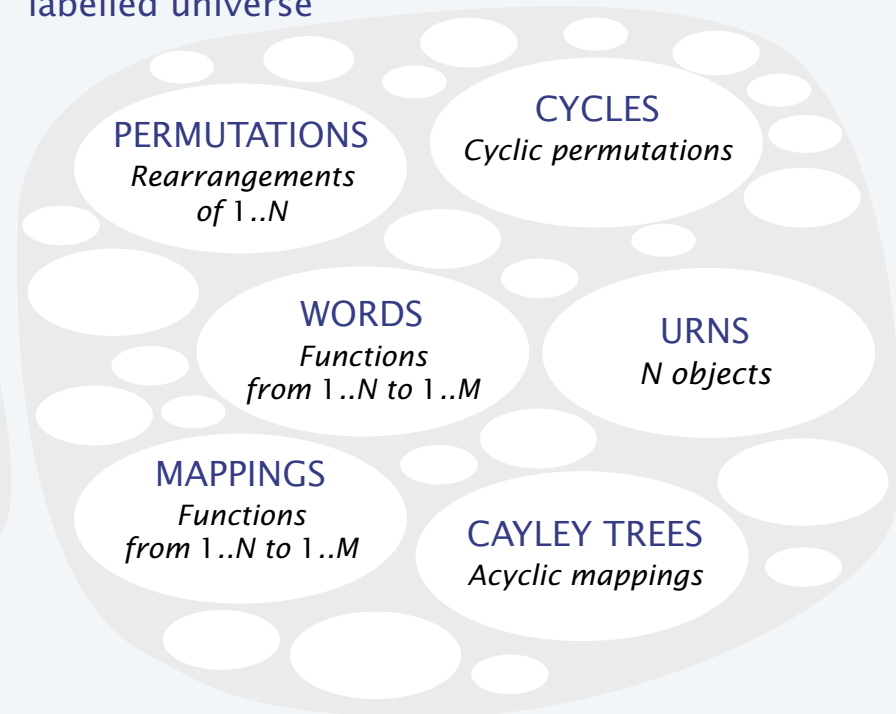 labelled universe
PERMUTATIONS
Rearrangements
of 1..N
CYCLES
Cyclic permutations
WORDS
Functions
from 1..N to 1..M
URNS
N objects
MAPPINGS
Functions
from 1..N to 1..M
CAYLEY TREES
Acyclic mappings